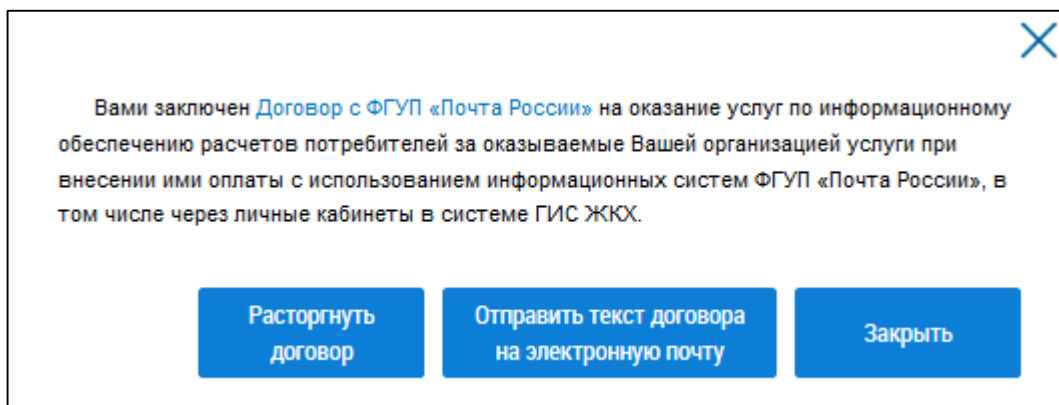 Вами заключен Договор с ФГУП «Почта России» на оказание услуг по информационному
обеспечению расчетов потребителей за оказываемые Вашей организацией услуги при
внесении ими оплаты с использованием информационных систем ФГУП «Почта России», в
том числе через личные кабинеты в системе ГИС ЖКХ.
Расторгнуть
договор
Отправить текст договора
на электронную почту
Закрыть